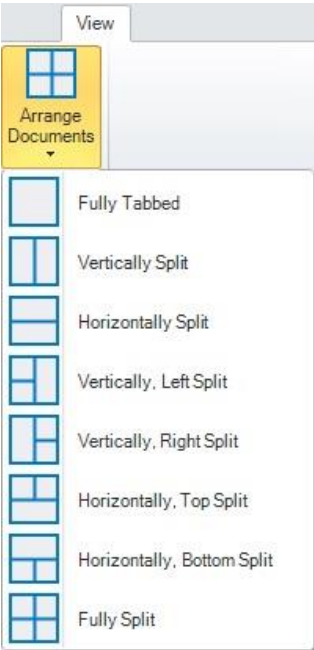 View
Arrange
Documents
Fully Tabbed
Vertically Split
Horizontally Split
Vertically, Left Split
Vertically, Right Split
Horizontally, Top Split
Horizontally, Bottom Split
Fully Split